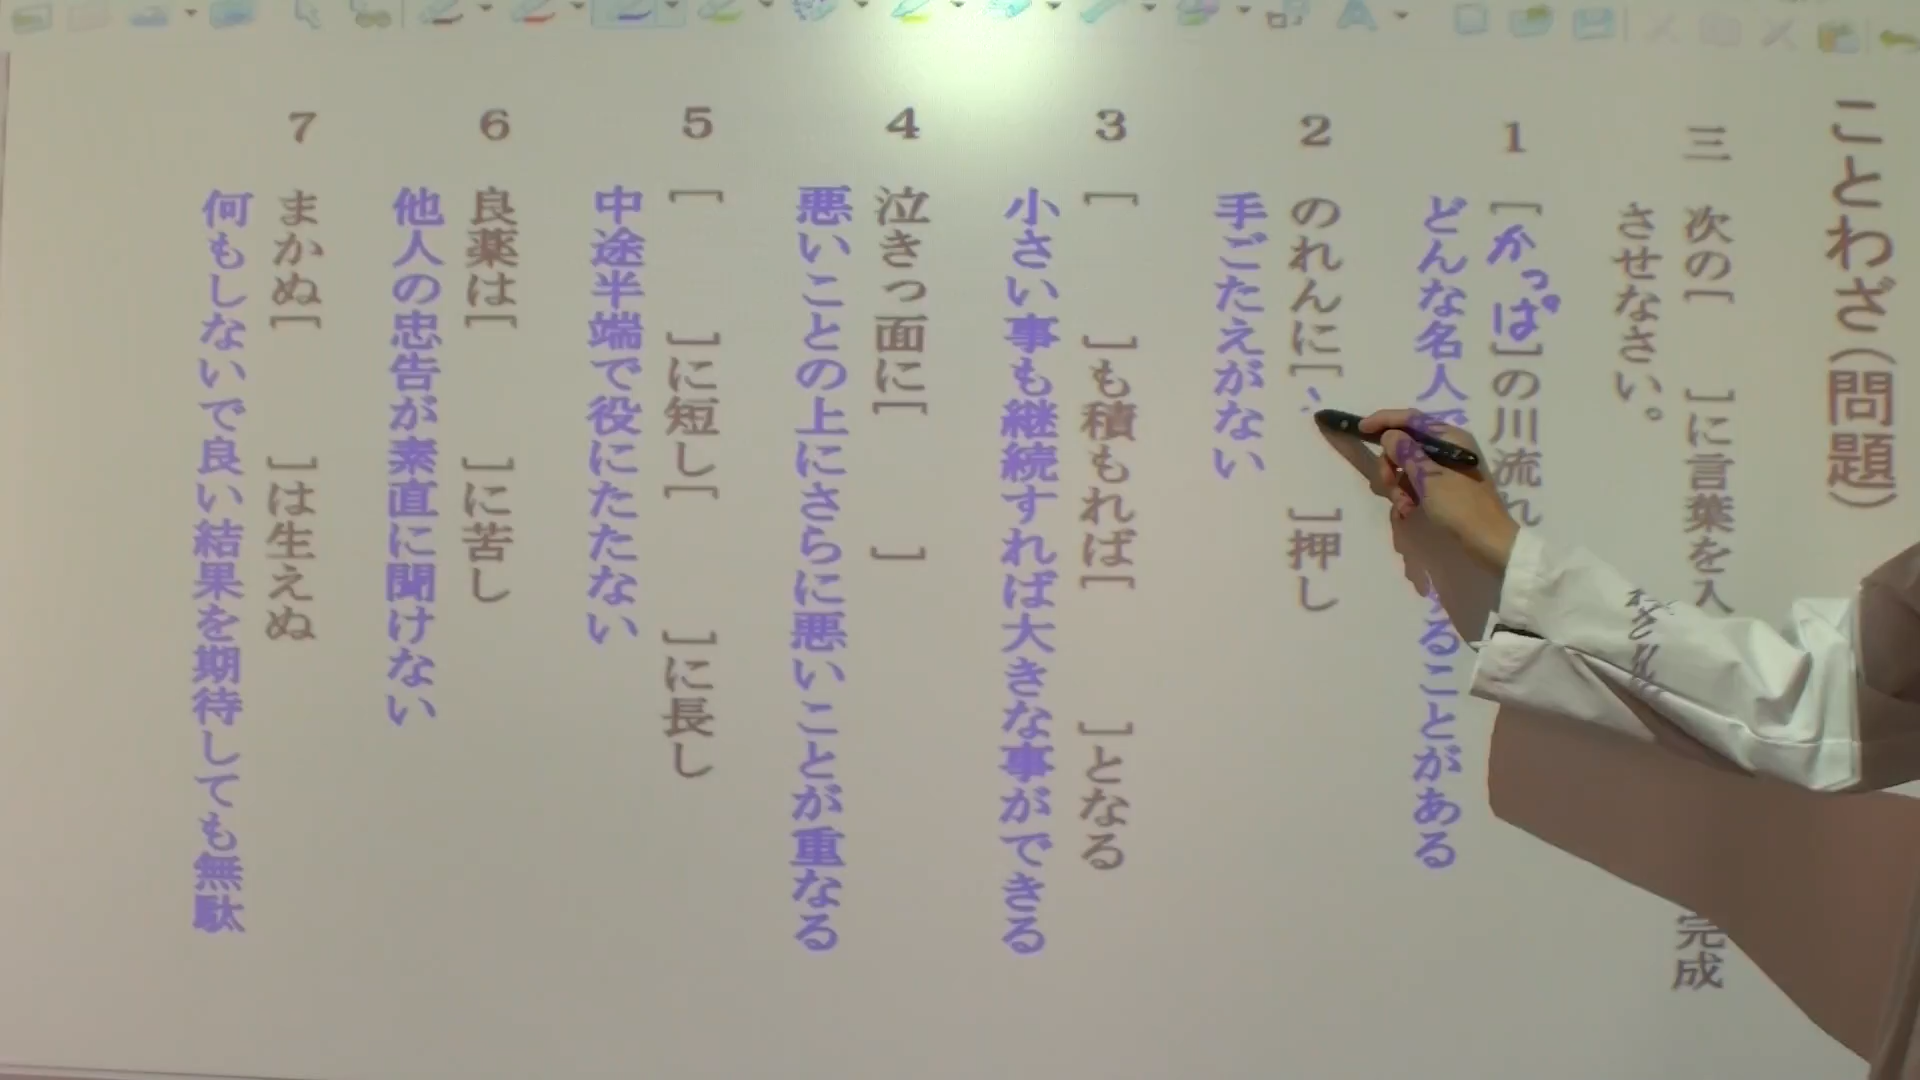 ことわざ（問題）
三 次の［　　］に言葉を入 完成
させなさい。
1 ［かっぱ］の川流れ
どんな名人で ることがある
2 のれんに［　　］押し
手ごたえがない
3 ［　　］も積もれば［　　］となる
小さい事も継続すれば大きな事ができる
4 泣きっ面に［　　］
悪いことの上にさらに悪いことが重なる
5 ［　　］に短し［　　］に長し
中途半端で役にたたない
6 良薬は［　　］に苦し
他人の忠告が素直に聞けない
7 まかぬ［　　］は生えぬ
何もしないで良い結果を期待しても無駄